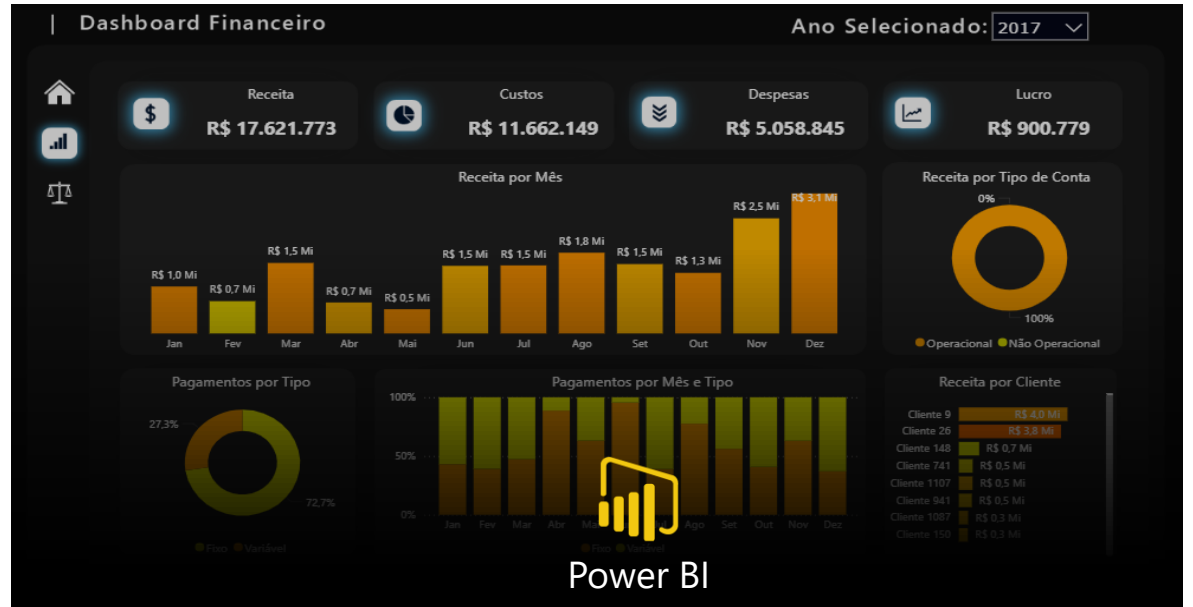 | Dashboard Financeiro
Ano Selecionado: 2017
Receita
R$ 17.621.773
Custos
R$ 11.662.149
Despesas
R$ 5.058.845
Lucro
R$ 900.779
Receita por Mês
R$ 1,0 Mi
R$ 0,7 Mi
R$ 1,5 Mi
R$ 0,7 Mi
R$ 0,5 Mi
R$ 1,5 Mi
R$ 1,5 Mi
R$ 1,8 Mi
R$ 1,5 Mi
R$ 1,3 Mi
R$ 2,5 Mi
R$ 3,1 Mi
Jan Fev Mar Abr Mai Jun Jul Ago Set Out Nov Dez
Receita por Tipo de Conta
0%
100%
Operacional Não Operacional
Pagamentos por Tipo
27,3%
72,7%
Fixo Variável
Pagamentos por Mês e Tipo
100%
50%
0%
Jan Fev Mar Abr Ago Set Out Nov Dez
Fixo Variável
Receita por Cliente
Cliente 9 R$ 4,0 Mi
Cliente 26 R$ 3,8 Mi
Cliente 148 R$ 0,7 Mi
Cliente 741 R$ 0,5 Mi
Cliente 1107 R$ 0,5 Mi
Cliente 941 R$ 0,5 Mi
Cliente 1087 R$ 0,3 Mi
Cliente 150 R$ 0,3 Mi
Power BI